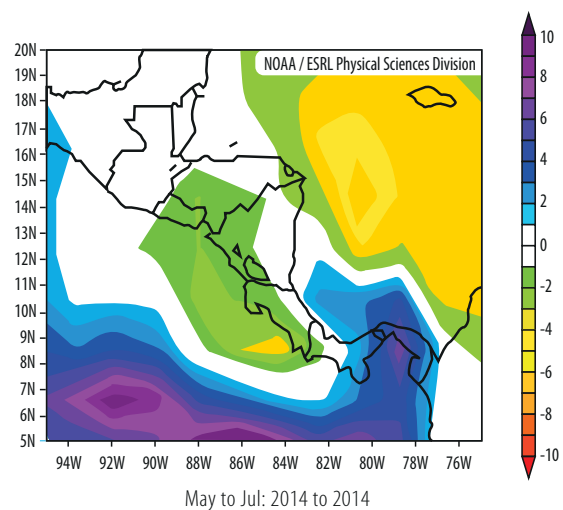 NOAA / ESRL Physical Sciences Division
20N
19N
18N
17N
16N
15N
14N
13N
12N
11N
10N
9N
8N
7N
6N
5N
94W 92W 90W 88W 86W 84W 82W 80W 78W 76W
10
8
6
4
2
0
-2
-4
-6
-8
-10
May to Jul: 2014 to 2014